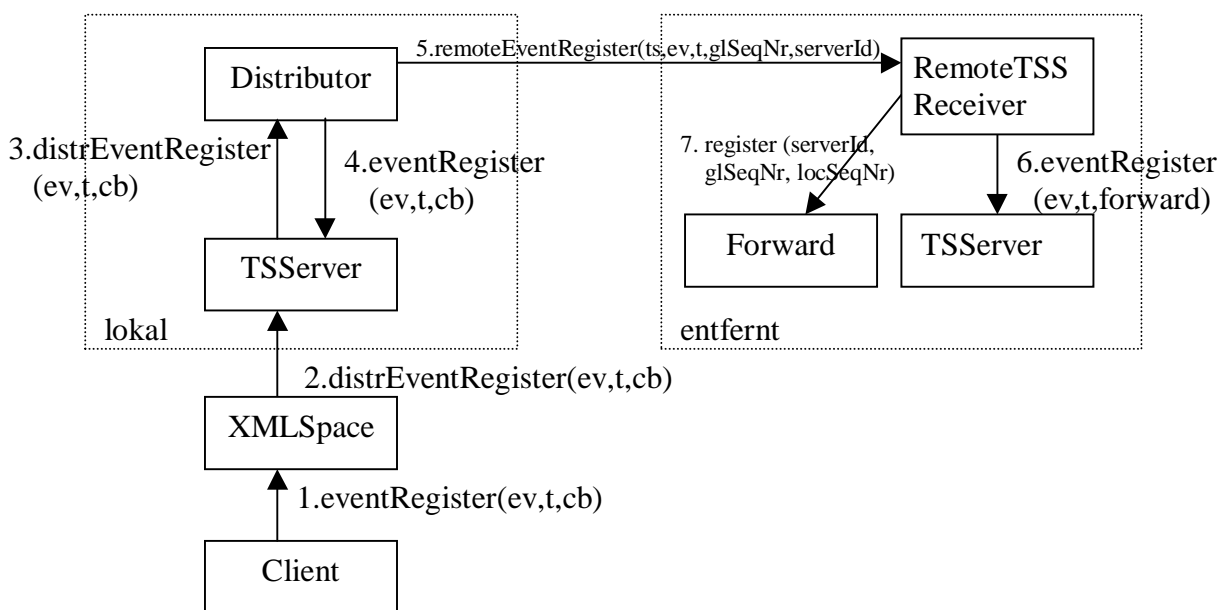 5.remoteEventRegister(ts,ev,t,glSeqNr,serverId)
Distributor
RemoteTSS
Receiver
3.distrEventRegister
(ev,t,cb)
4.eventRegister
(ev,t,cb)
7. register (serverId,
glSeqNr, locSeqNr)
6.eventRegister
(ev,t,forward)
TSServer
Forward
TSServer
lokal
entfernt
2.distrEventRegister(ev,t,cb)
XMLSpace
1.eventRegister(ev,t,cb)
Client